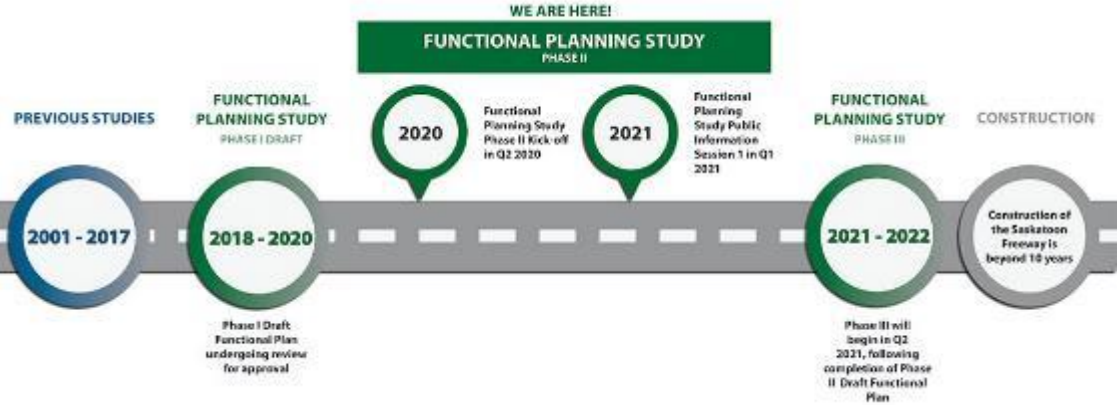 WE ARE HERE!
FUNCTIONAL PLANNING STUDY
PHASE II
PREVIOUS STUDIES
2001 - 2017
FUNCTIONAL
PLANNING STUDY
PHASE I DRAFT
2018 - 2020
Phase I Draft
Functional Plan
undergoing review
for approval
2020
Functional
Planning Study
Phase II Kick-off
in Q2 2020
2021
Functional
Planning
Study Public
Information
Session 1 in Q1
2021
FUNCTIONAL
PLANNING STUDY
PHASE III
2021 - 2022
Phase III will
begin in Q2
2021, following
completion of Phase
II Draft Functional
Plan
CONSTRUCTION
Construction of
the Saskatoon
Freeway is
beyond 10 years